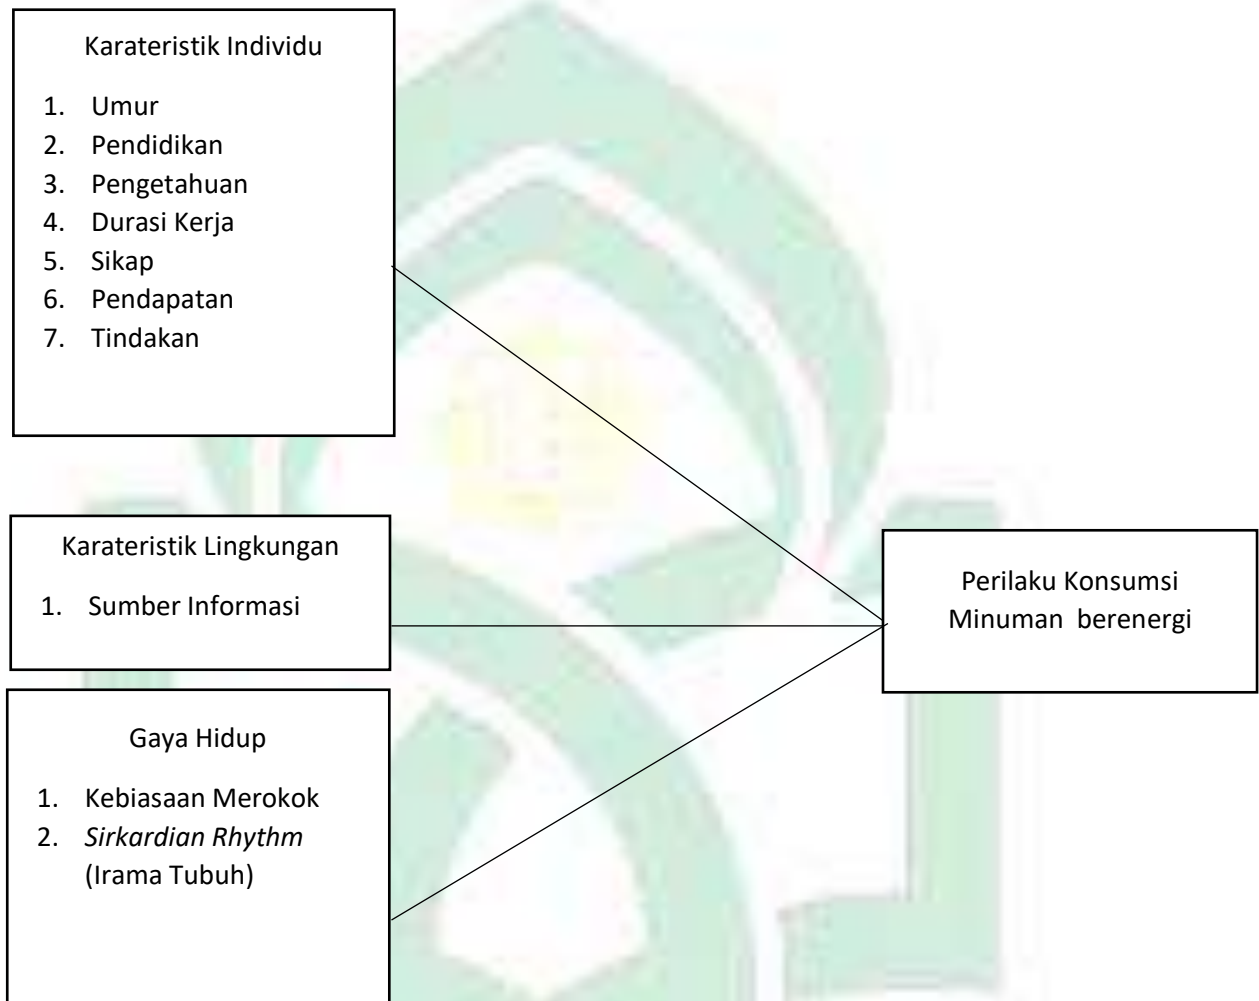 Karateristik Individu
1. Umur
2. Pendidikan
3. Pengetahuan
4. Durasi Kerja
5. Sikap
6. Pendapatan
7. Tindakan
Karateristik Lingkungan
1. Sumber Informasi
Gaya Hidup
1. Kebiasaan Merokok
2. Sirkardian Rhythm
(Irama Tubuh)
Perilaku Konsumsi
Minuman berenergi